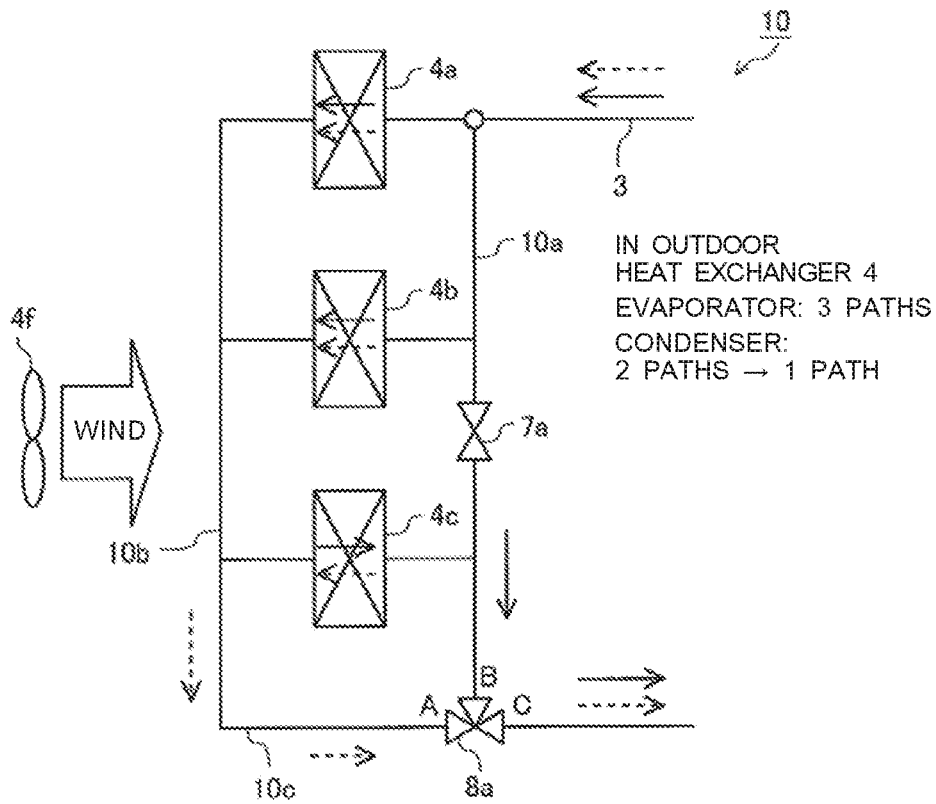 10
4a
3
10a
IN OUTDOOR
HEAT EXCHANGER 4
EVAPORATOR: 3 PATHS
CONDENSER:
2 PATHS → 1 PATH
4b
4f
WIND
7a
4c
10b
B
A
C
10c
8a